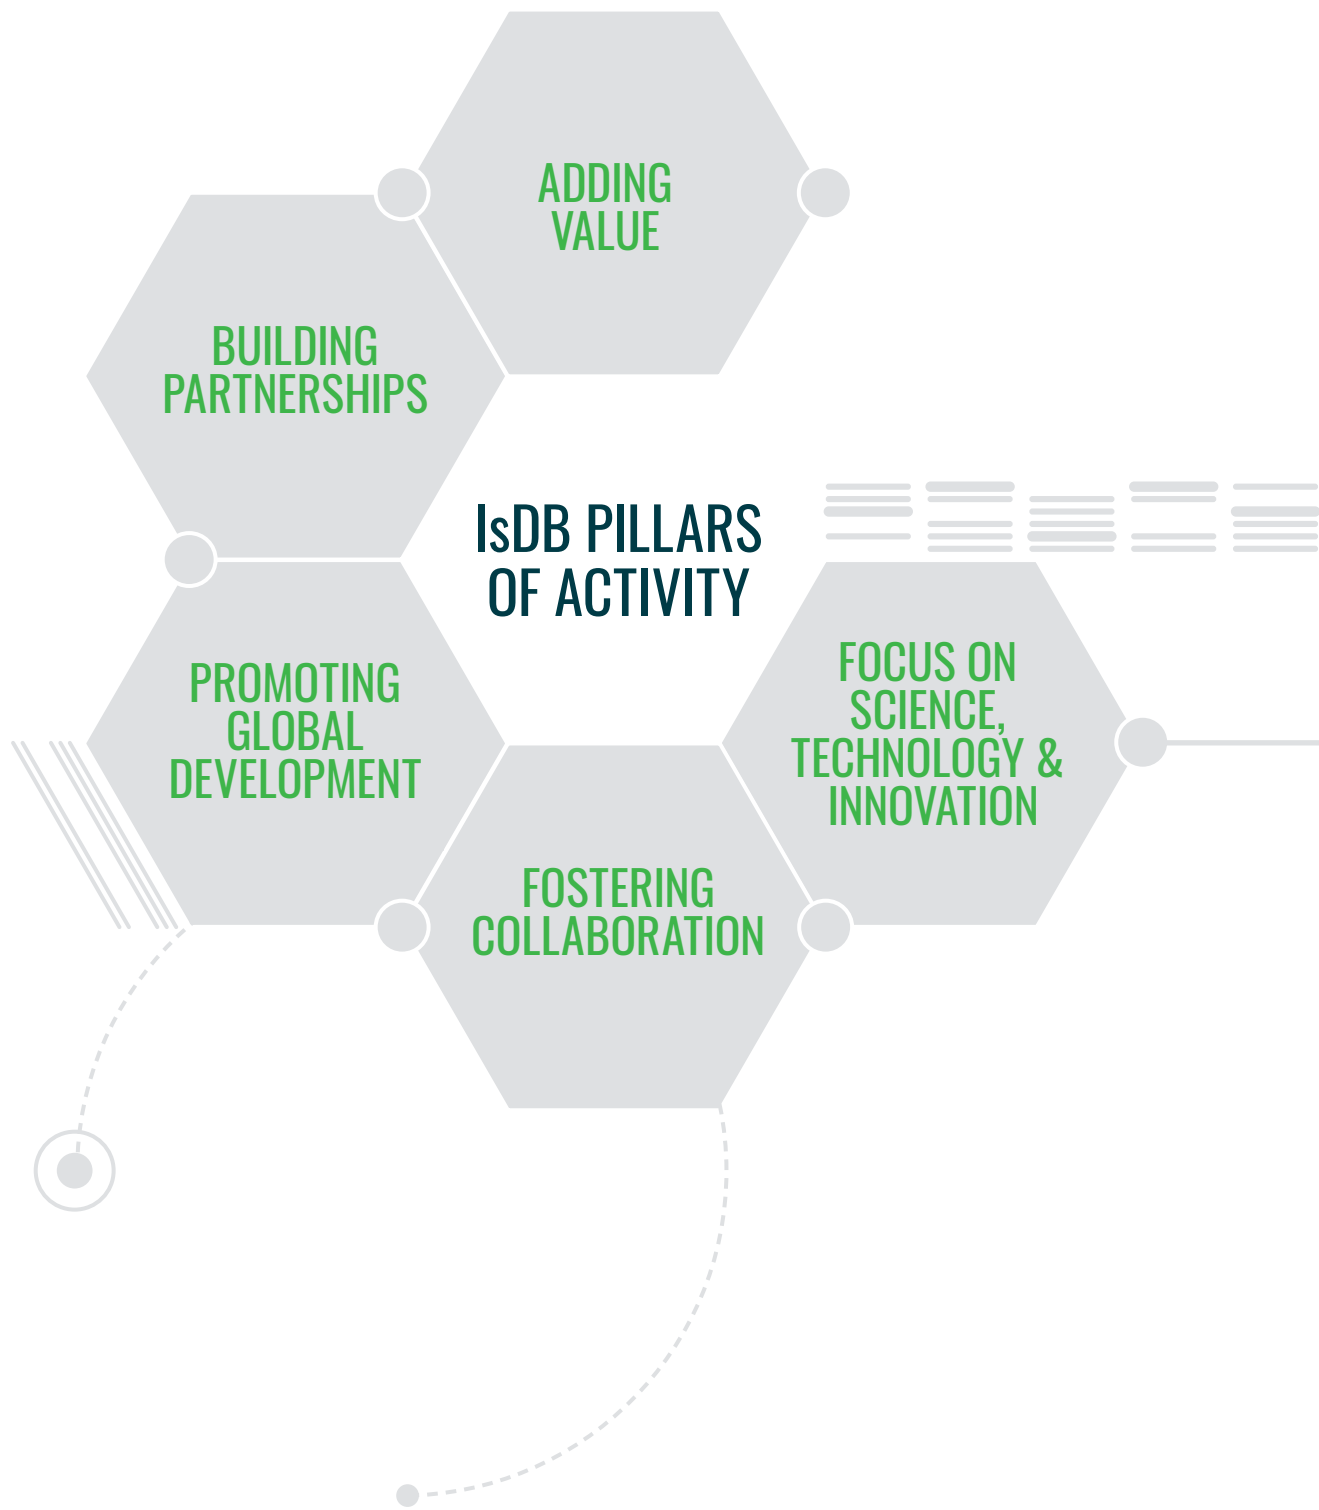 ADDING
VALUE
BUILDING
PARTNERSHIPS
IsDB PILLARS
OF ACTIVITY
PROMOTING
GLOBAL
DEVELOPMENT
FOCUS ON
SCIENCE,
TECHNOLOGY &
INNOVATION
FOSTERING
COLLABORATION